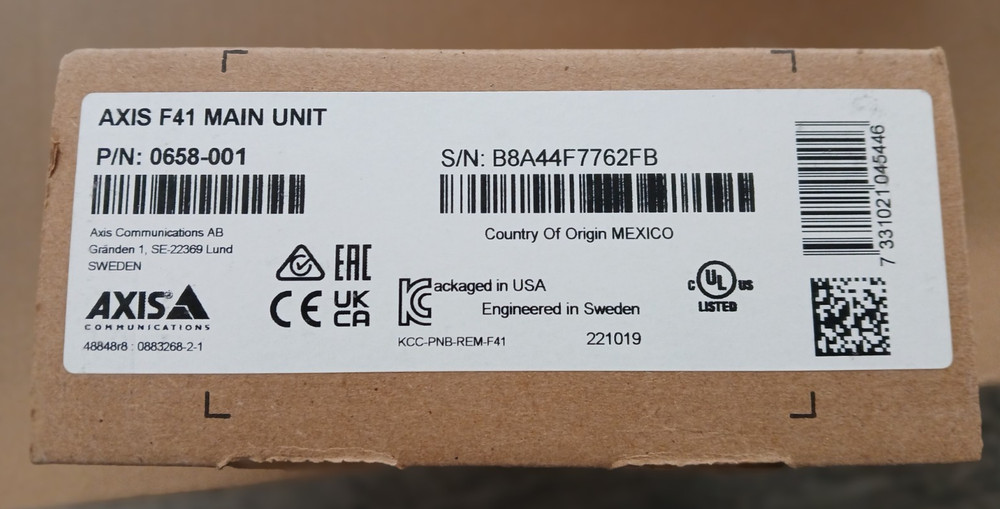 AXIS F41 MAIN UNIT
P/N: 0658-001
S/N: B8A44F7762FB
Axis Communications AB
Gränden 1, SE-22369 Lund
SWEDEN
Country Of Origin MEXICO
EAC
CE
UK
CA
ackaged in USA
Engineered in Sweden
C UL US
LISTED
AXIS
COMMUNICATIONS
48848r8 : 0883268-2-1
KCC-PNB-REM-F41
221019
7 331021 045446